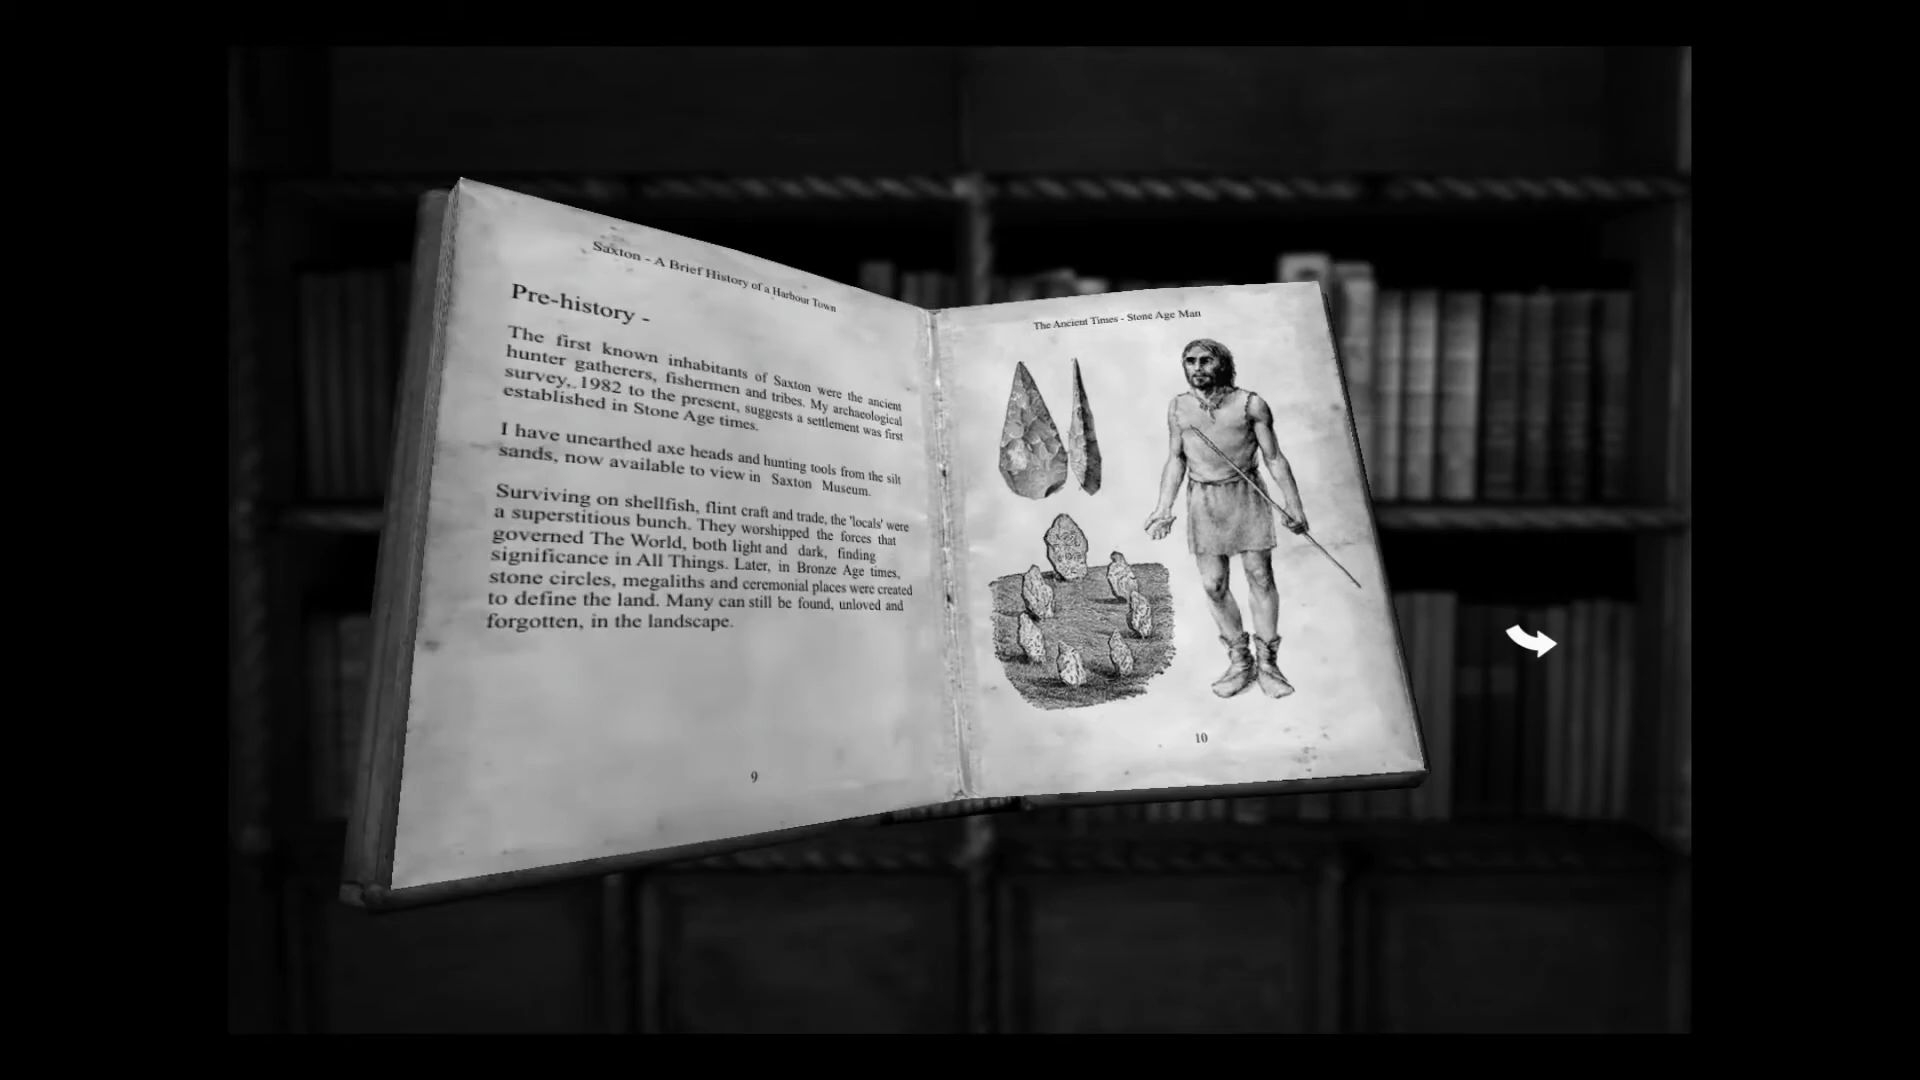 Saxton - A Brief History of a Harbour Town
Pre-history -
The first known inhabitants of Saxton were the ancient
hunter gatherers, fishermen and tribes. My archaeological
survey, 1982 to the present, suggests a settlement was first
established in Stone Age times.
I have unearthed axe heads and hunting tools from the silt
sands, now available to view in Saxton Museum.
Surviving on shellfish, flint craft and trade, the 'locals' were
a superstitious bunch. They worshipped the forces that
governed The World, both light and dark, finding
significance in All Things. Later, in Bronze Age times,
stone circles, megaliths and ceremonial places were created
to define the land. Many can still be found, unloved and
forgotten, in the landscape.
9
The Ancient Times - Stone Age Man
10